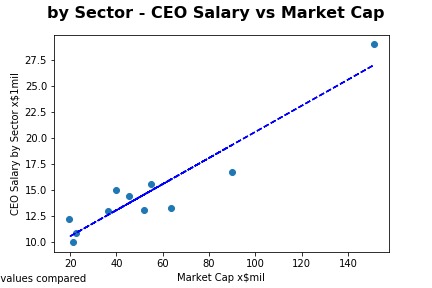 by Sector - CEO Salary vs Market Cap
CEO Salary by Sector x$1mil
27.5
25.0
22.5
20.0
17.5
15.0
12.5
10.0
20 40 60 80 100 120 140
Market Cap x$mil
values compared